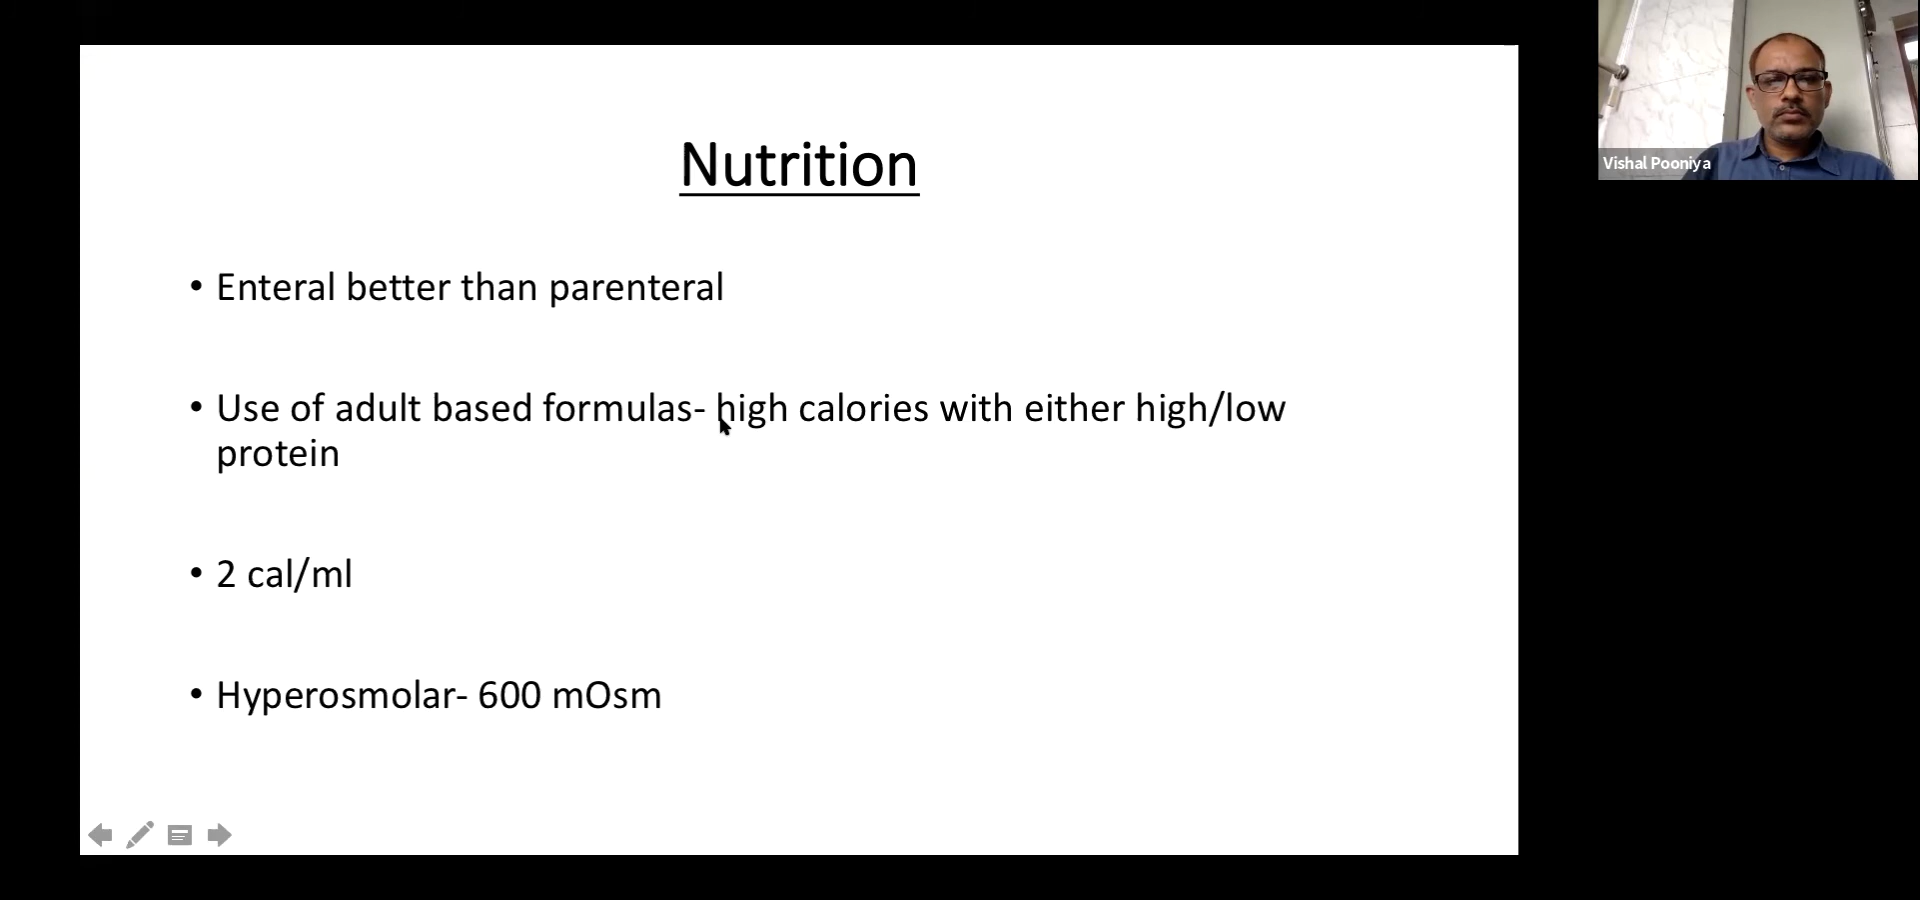 Nutrition
• Enteral better than parenteral
• Use of adult based formulas- high calories with either high/low
protein
• 2 cal/ml
• Hyperosmolar- 600 mOsm
Vishal Pooniya